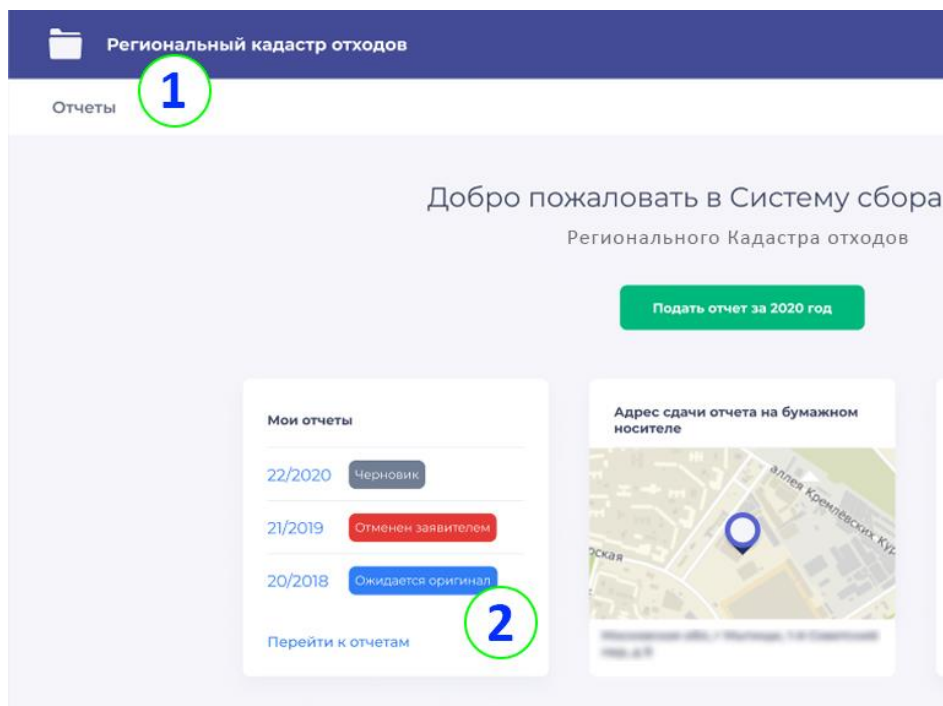 Региональный кадастр отходов
1
Отчеты
Добро пожаловать в Систему сбора
Регионального Кадастра отходов
Подать отчет за 2020 год
Мои отчеты
22/2020 Черновик
21/2019 Отменен заявителем
20/2018 Ожидается оригинал
2
Перейти к отчетам
Адрес сдачи отчета на бумажном
носителе
аллея Кремлёвских Кур
рская